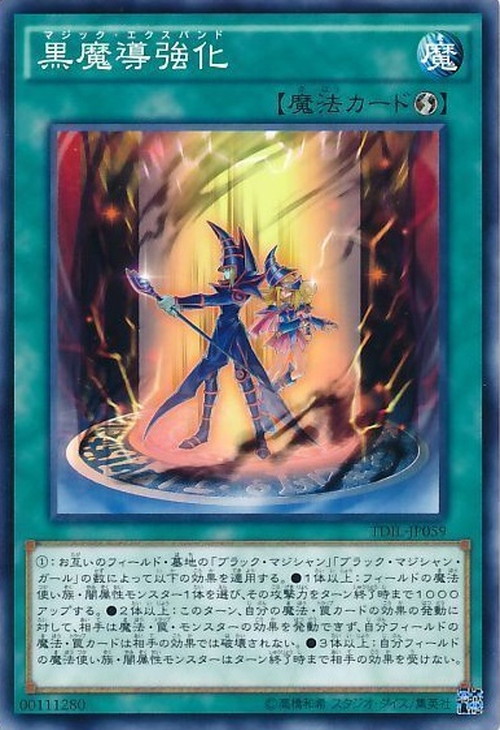 マジック・エクスパンド
黒魔導強化
魔
【魔法カード】
TDIL-JP059
①：お互いのフィールド・墓地の「ブラック・マジシャン」「ブラック・マジシャン・
ガール」の数によって以下の効果を適用する。●1体以上：フィールドの魔法
使い族・闇属性モンスター1体を選び、その攻撃力をターン終了時まで1000
アップする。●2体以上：このターン、自分の魔法・罠カードの効果の発動に
対して、相手は魔法・罠・モンスターの効果を発動できず、自分フィールドの
魔法・罠カードは相手の効果では破壊されない。●3体以上：自分フィールド
の魔法使い族・闇属性モンスターはターン終了時まで相手の効果を受けない。
00111280
©高橋和希 スタジオ・ダイス/集英社